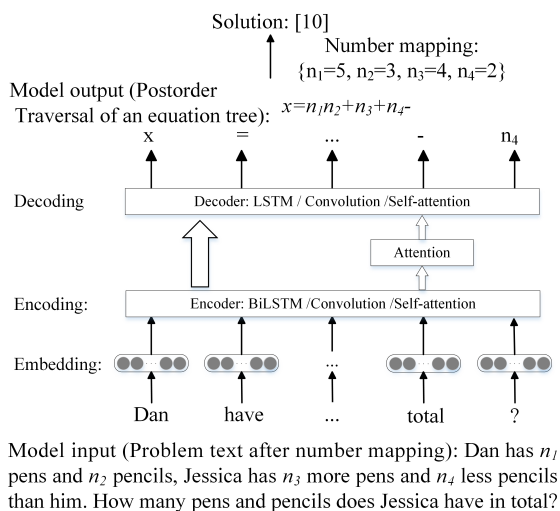 Solution: [10]
Number mapping:
{n₁=5, n₂=3, n₃=4, n₄=2}
Model output (Postorder
Traversal of an equation tree): x=n₁n₂+n₃+n₄-
x = ... - n₄
Decoding Decoder: LSTM / Convolution /Self-attention
Attention
Encoding: Encoder: BiLSTM /Convolution/Self-attention
Embedding: ...
Dan have ... total ?
Model input (Problem text after number mapping): Dan has n₁
pens and n₂ pencils, Jessica has n₃ more pens and n₄ less pencils
than him. How many pens and pencils does Jessica have in total?